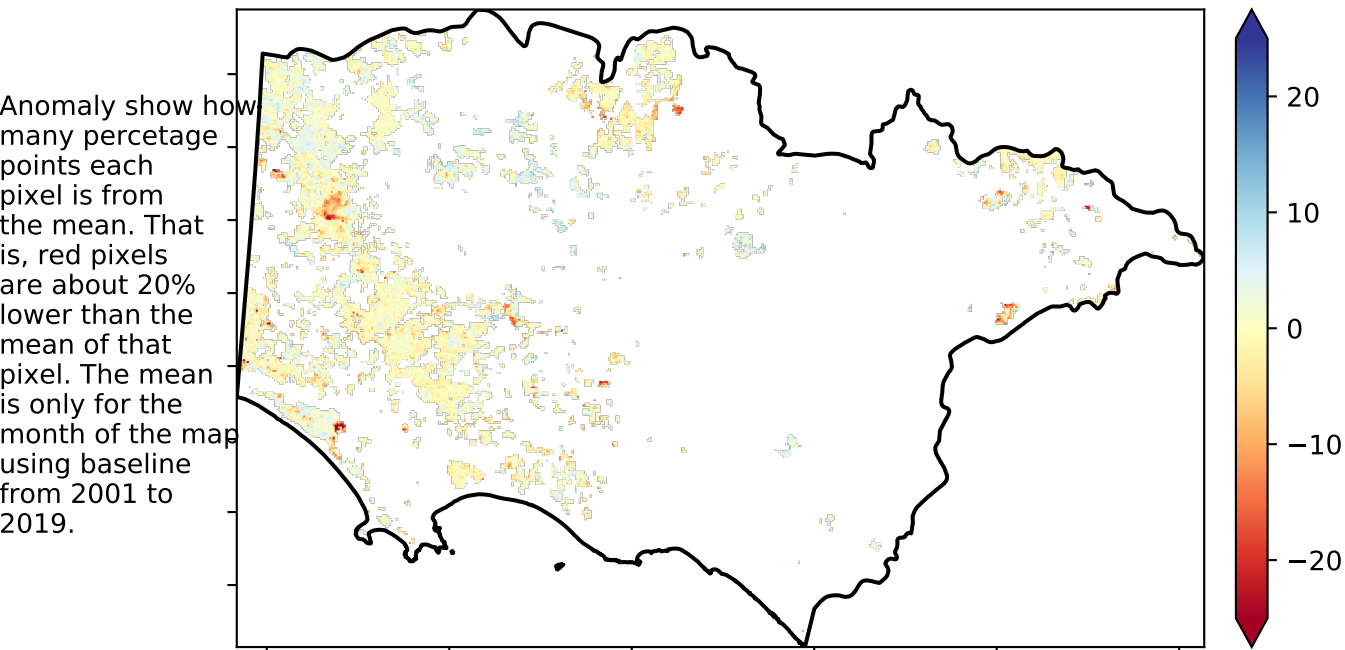 Anomaly show how
many percetage
points each
pixel is from
the mean. That
is, red pixels
are about 20%
lower than the
mean of that
pixel. The mean
is only for the
month of the map
using baseline
from 2001 to
2019.
20
10
0
−10
−20